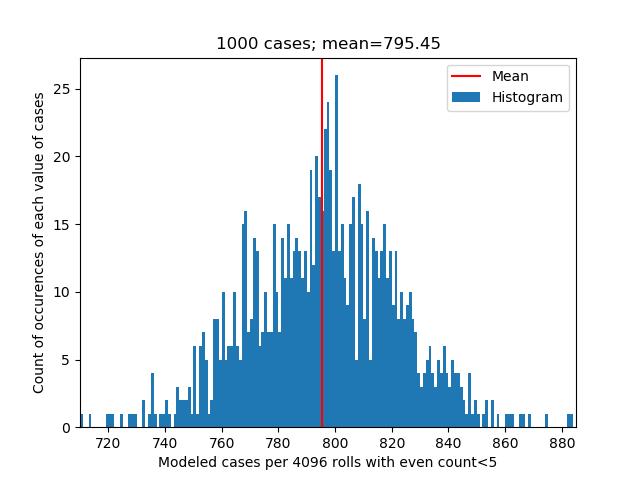 1000 cases; mean=795.45
Mean
Histogram
Count of occurences of each value of cases
25
20
15
10
5
0
720 740 760 780 800 820 840 860 880
Modeled cases per 4096 rolls with even count<5